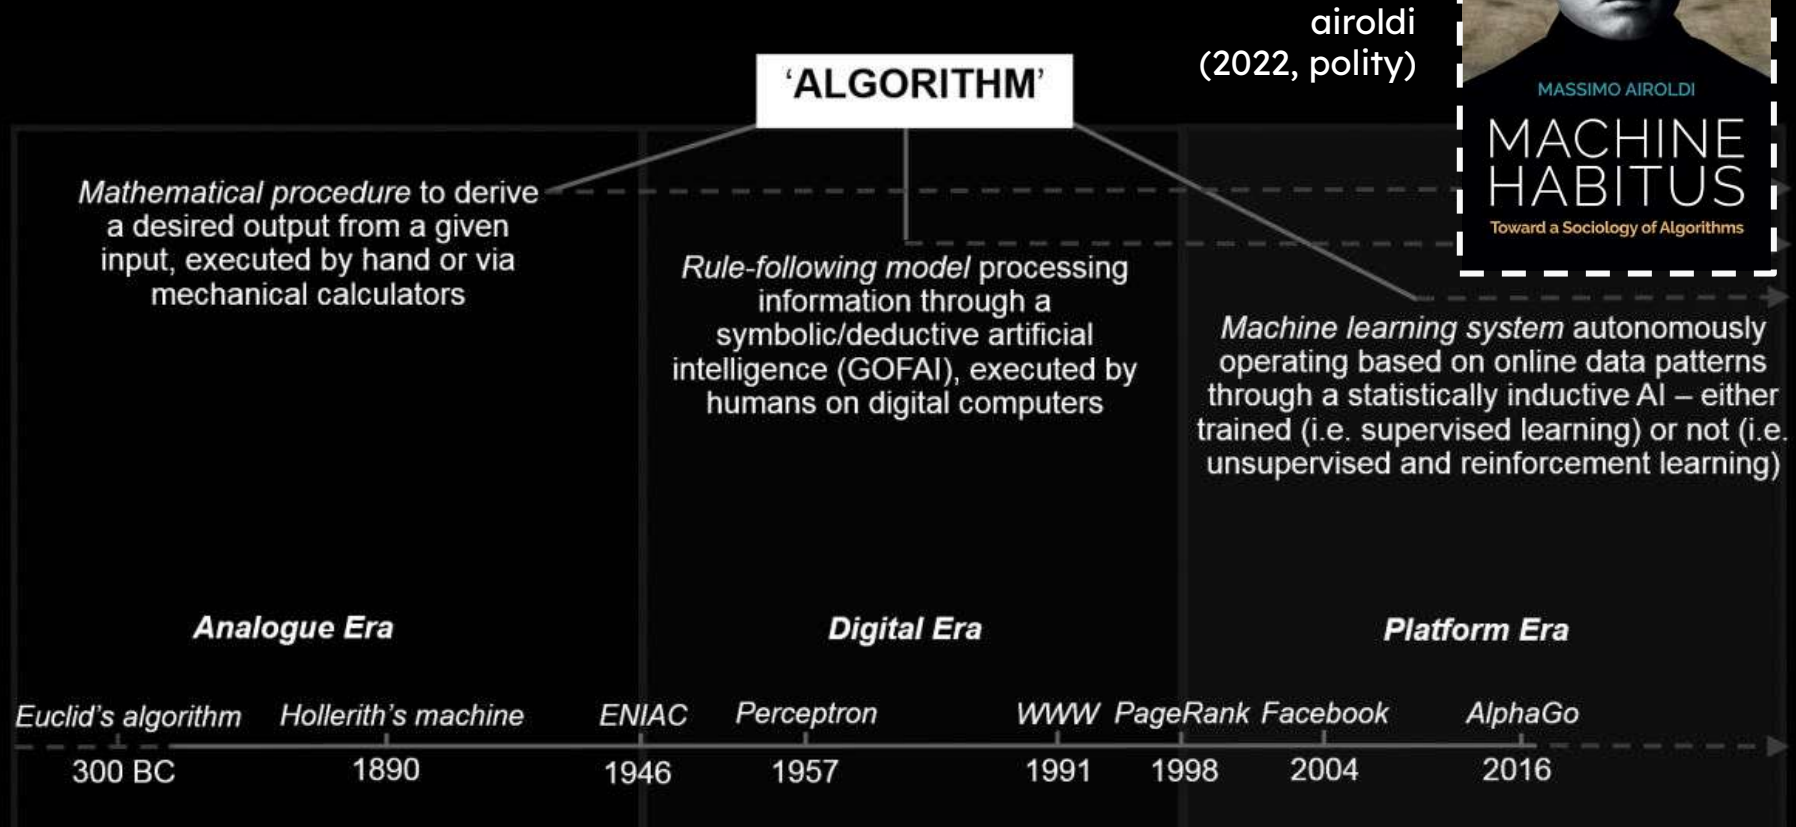 airoldi
(2022, polity)
MASSIMO AIROLDI
MACHINE
HABITUS
Toward a Sociology of Algorithms
‘ALGORITHM’
Mathematical procedure to derive
a desired output from a given
input, executed by hand or via
mechanical calculators
Rule-following model processing
information through a
symbolic/deductive artificial
intelligence (GOFAI), executed by
humans on digital computers
Machine learning system autonomously
operating based on online data patterns
through a statistically inductive AI – either
trained (i.e. supervised learning) or not (i.e.
unsupervised and reinforcement learning)
Analogue Era
Digital Era
Platform Era
Euclid’s algorithm
Hollerith’s machine
ENIAC
Perceptron
WWW
PageRank
Facebook
AlphaGo
300 BC
1890
1946
1957
1991
1998
2004
2016